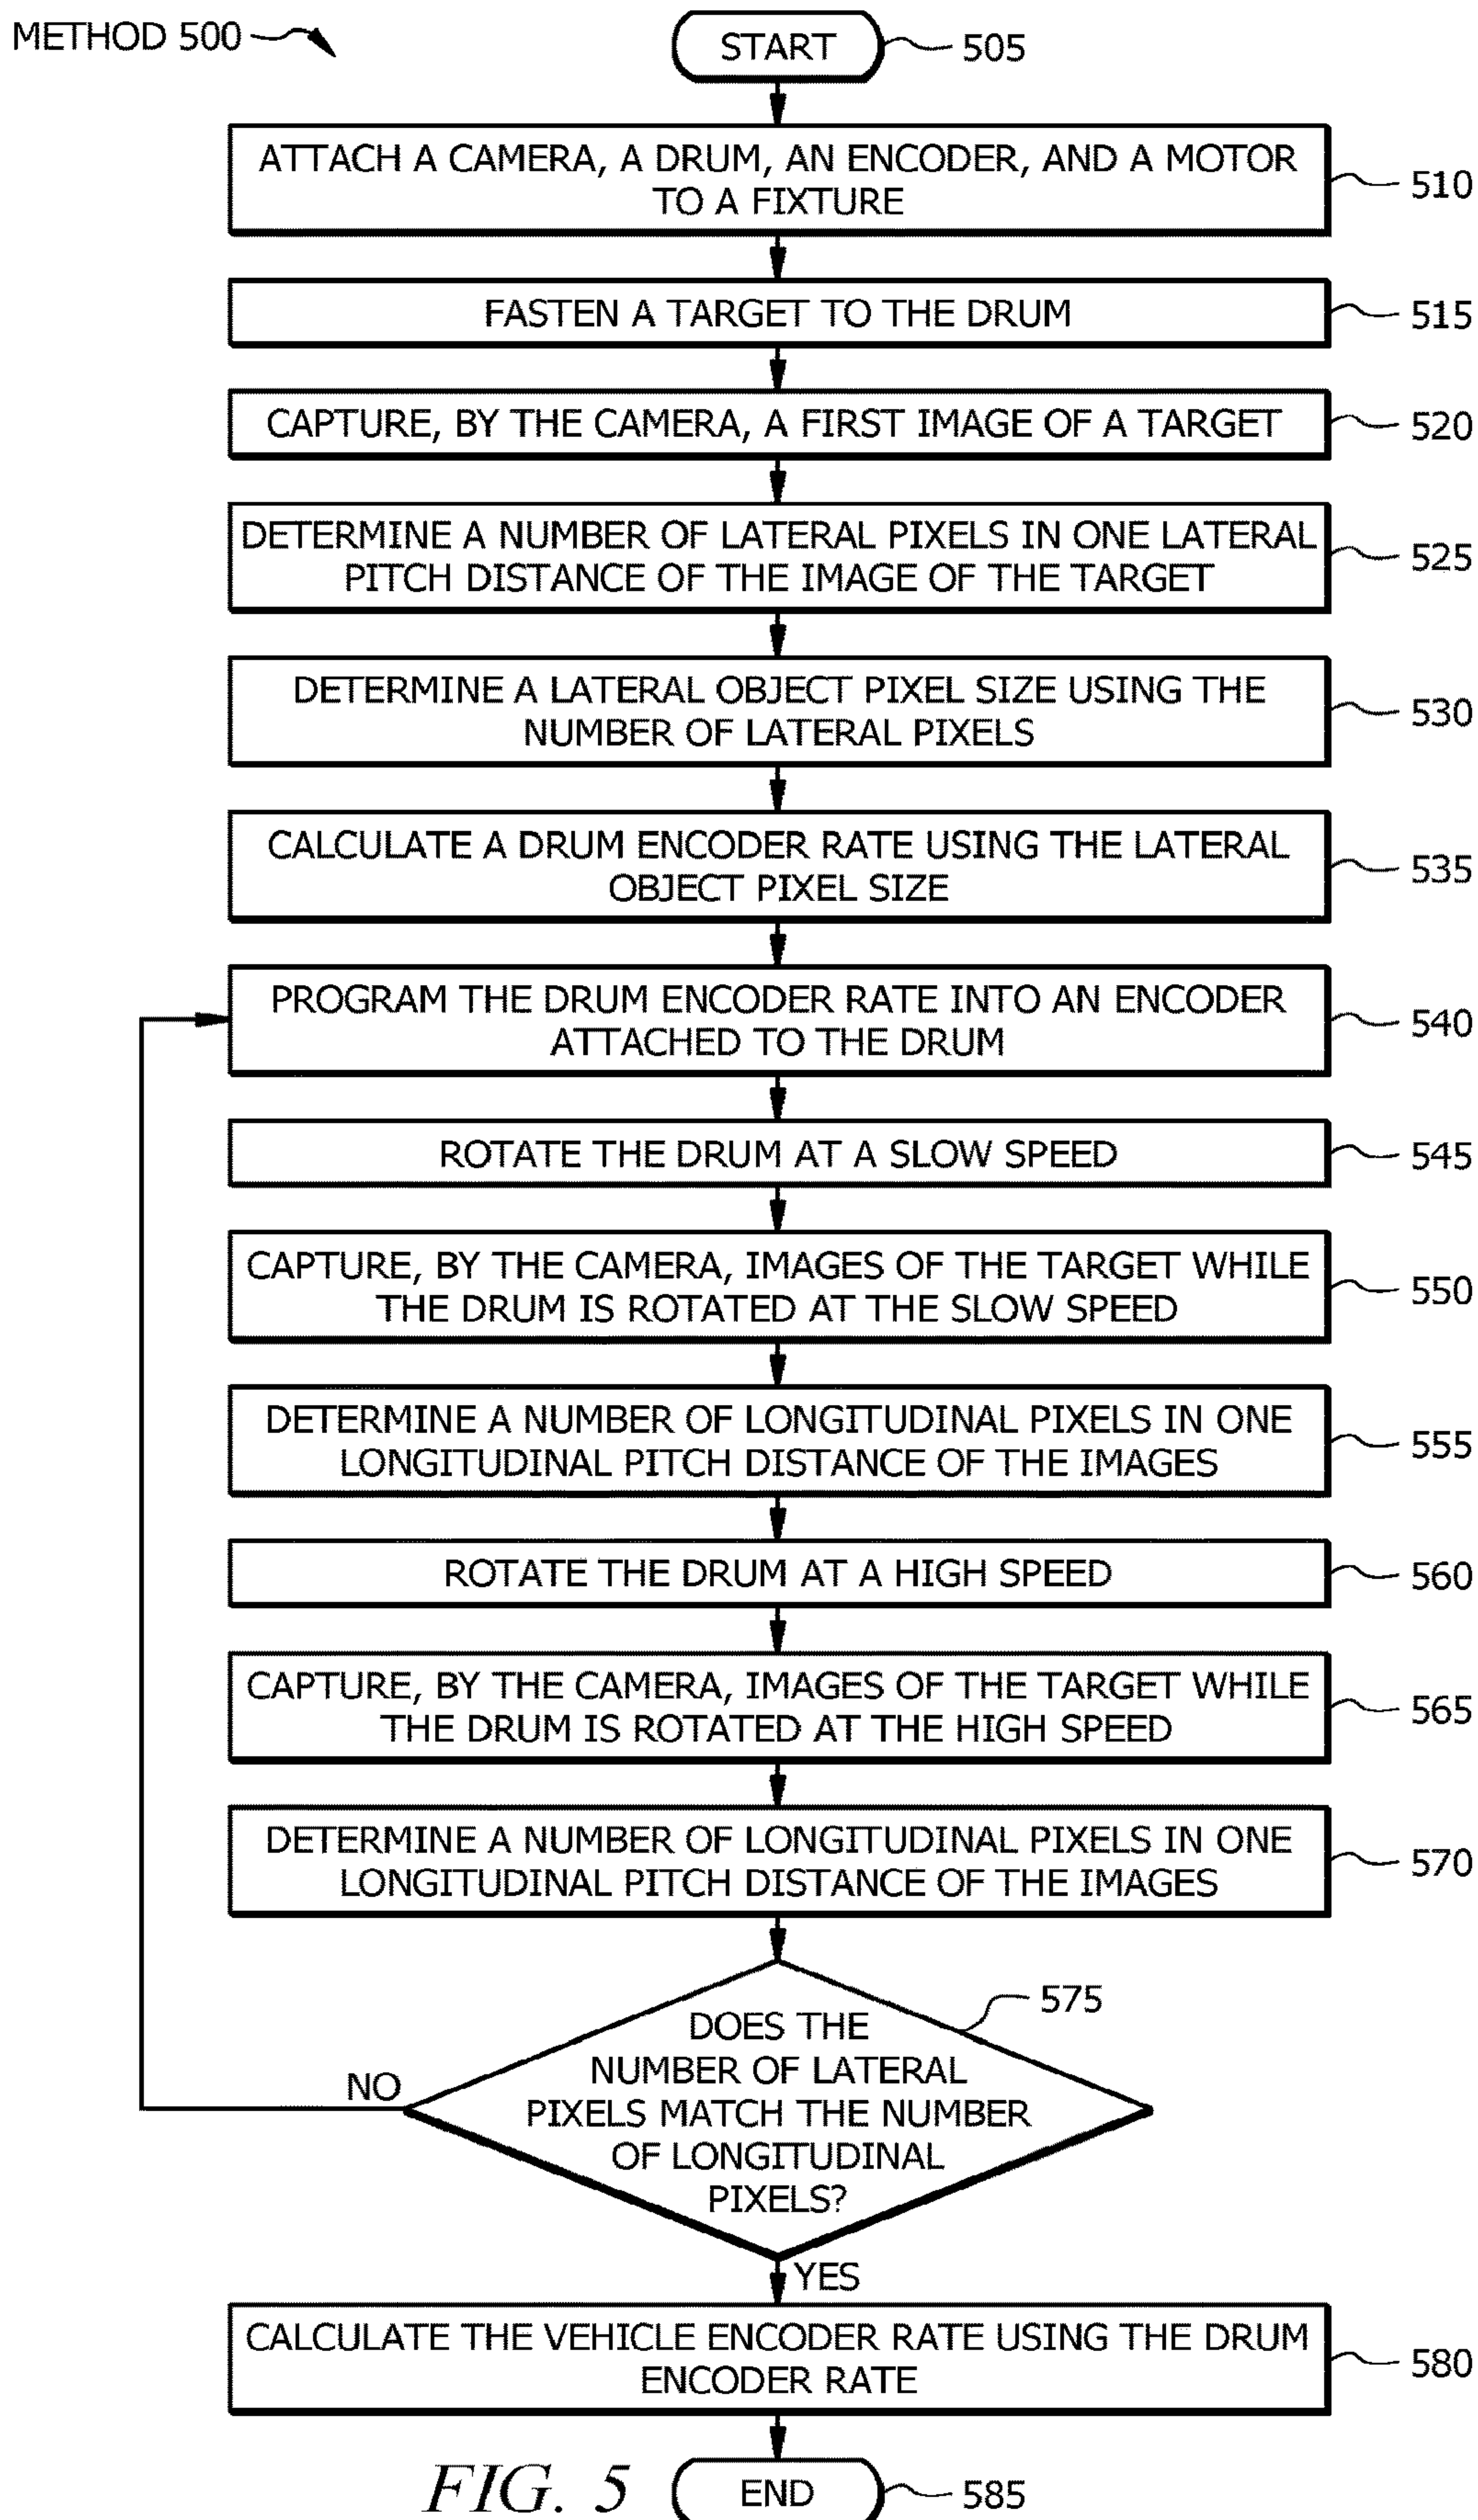 METHOD 500
START
505
ATTACH A CAMERA, A DRUM, AN ENCODER, AND A MOTOR
TO A FIXTURE
510
FASTEN A TARGET TO THE DRUM
515
CAPTURE, BY THE CAMERA, A FIRST IMAGE OF A TARGET
520
DETERMINE A NUMBER OF LATERAL PIXELS IN ONE LATERAL
PITCH DISTANCE OF THE IMAGE OF THE TARGET
525
DETERMINE A LATERAL OBJECT PIXEL SIZE USING THE
NUMBER OF LATERAL PIXELS
530
CALCULATE A DRUM ENCODER RATE USING THE LATERAL
OBJECT PIXEL SIZE
535
PROGRAM THE DRUM ENCODER RATE INTO AN ENCODER
ATTACHED TO THE DRUM
540
ROTATE THE DRUM AT A SLOW SPEED
545
CAPTURE, BY THE CAMERA, IMAGES OF THE TARGET WHILE
THE DRUM IS ROTATED AT THE SLOW SPEED
550
DETERMINE A NUMBER OF LONGITUDINAL PIXELS IN ONE
LONGITUDINAL PITCH DISTANCE OF THE IMAGES
555
ROTATE THE DRUM AT A HIGH SPEED
560
CAPTURE, BY THE CAMERA, IMAGES OF THE TARGET WHILE
THE DRUM IS ROTATED AT THE HIGH SPEED
565
DETERMINE A NUMBER OF LONGITUDINAL PIXELS IN ONE
LONGITUDINAL PITCH DISTANCE OF THE IMAGES
570
575
DOES THE
NUMBER OF LATERAL
PIXELS MATCH THE NUMBER
OF LONGITUDINAL
PIXELS?
NO
YES
CALCULATE THE VEHICLE ENCODER RATE USING THE DRUM
ENCODER RATE
580
FIG. 5
END
585